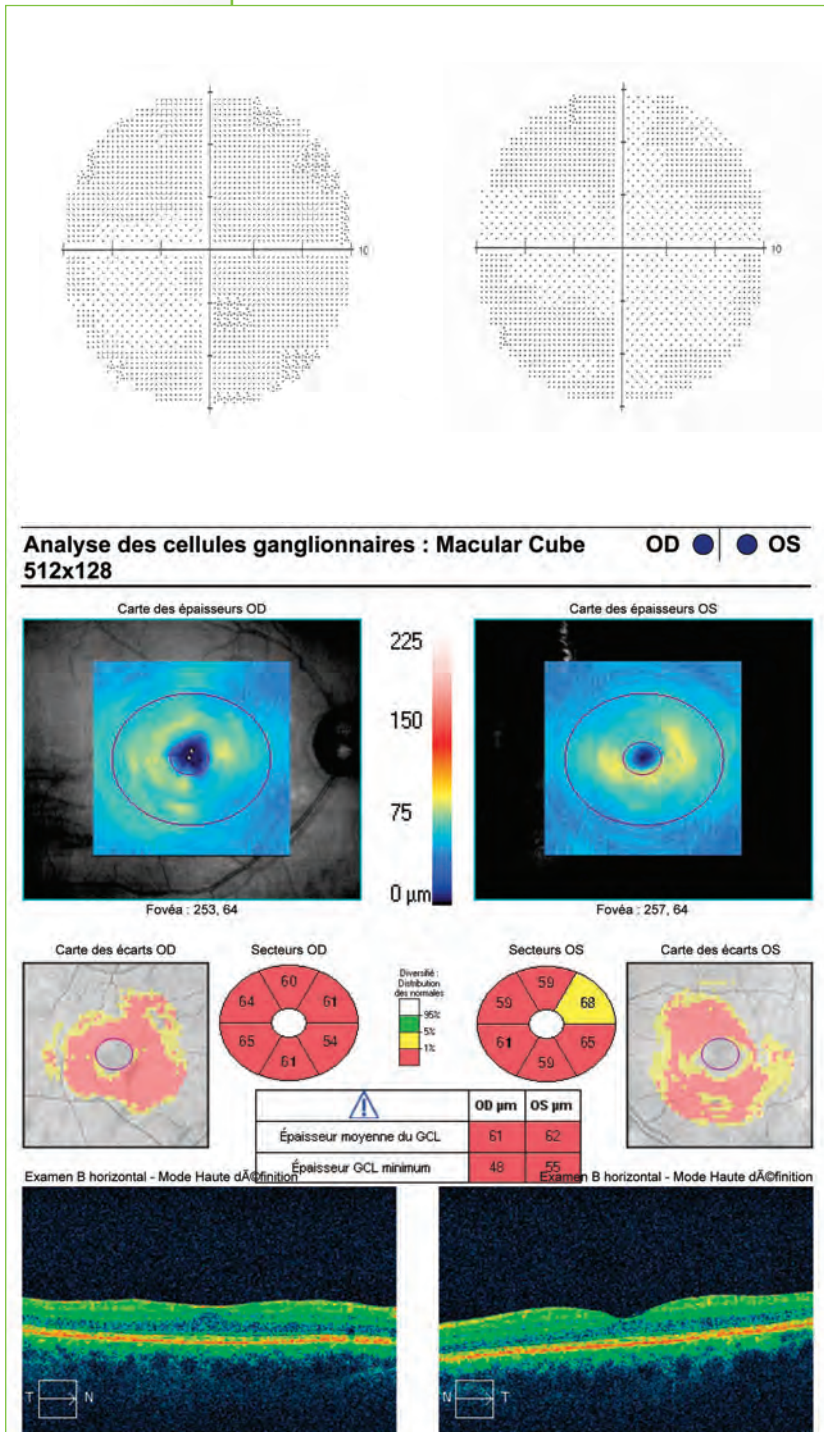 10
10
Analyse des cellules ganglionnaires : Macular Cube 512x128
OD OS
Carte des épaisseurs OD
Carte des épaisseurs OS
225
150
75
0 µm
Fovéa : 253, 64
Fovéa : 257, 64
Carte des écarts OD
Secteurs OD
Secteurs OS
Carte des écarts OS
60
64 61
65 54
61
Diversifié :
Distribution
des normales
95%
5%
1%
59
59 68
61 65
59
OD µm OS µm
Épaisseur moyenne du GCL 61 62
Épaisseur GCL minimum 48 55
Examen B horizontal - Mode Haute dÃ©finition
Examen B horizontal - Mode Haute dÃ©finition
T N
N T